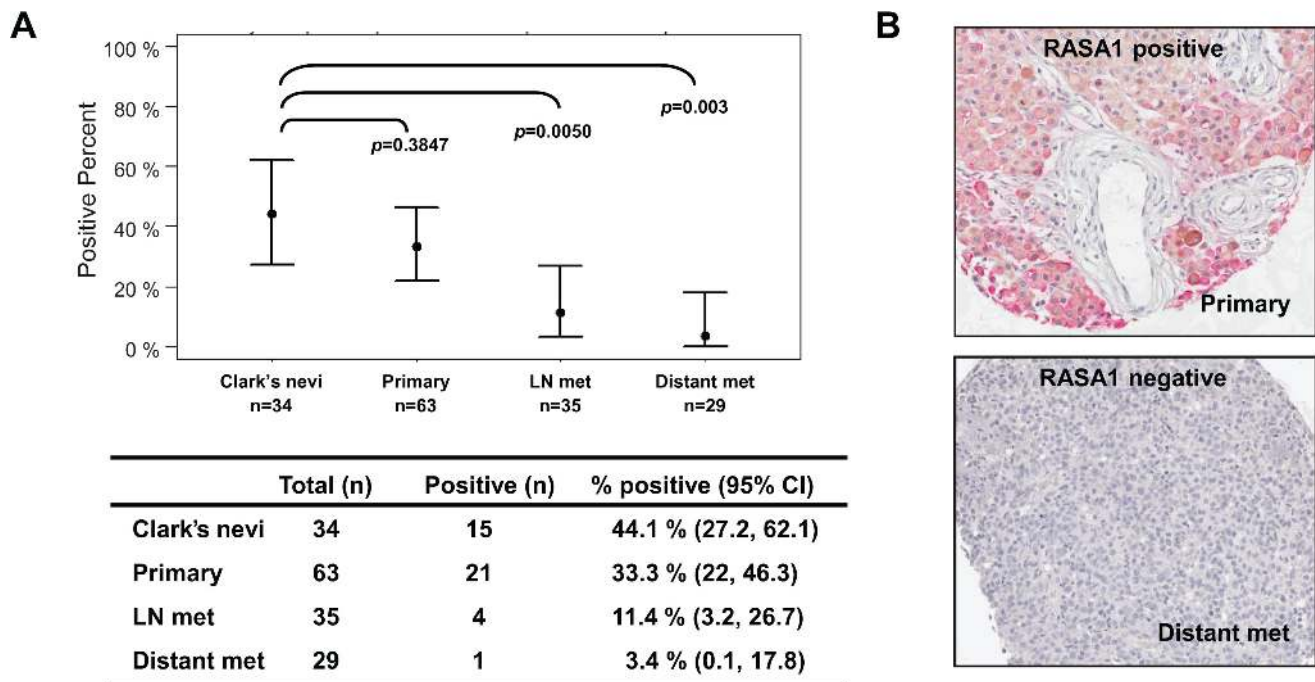 A
100 %
80 %
60 %
40 %
20 %
0 %
Positive Percent
p=0.003
p=0.0050
p=0.3847
Clark's nevi Primary LN met Distant met
n=34 n=63 n=35 n=29
Total (n) Positive (n) % positive (95% CI)
Clark's nevi 34 15 44.1 % (27.2, 62.1)
Primary 63 21 33.3 % (22, 46.3)
LN met 35 4 11.4 % (3.2, 26.7)
Distant met 29 1 3.4 % (0.1, 17.8)
B
RASA1 positive
Primary
RASA1 negative
Distant met